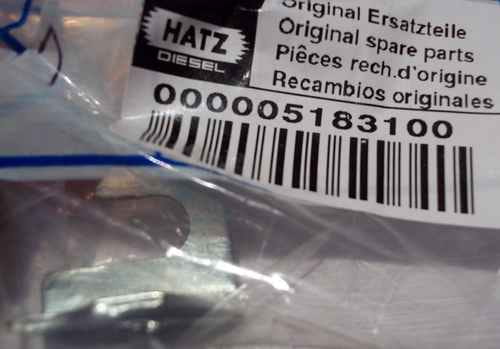 HATZ
DIESEL
Original Ersatzteile
Original spare parts
Pièces rech.d'origine
Recambios originales
000005183100